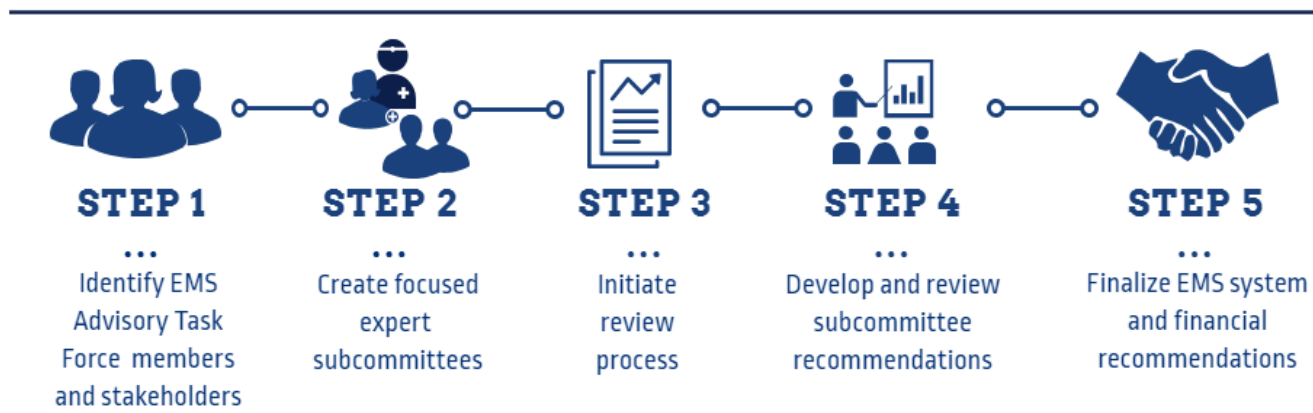 STEP 1
...
Identify EMS
Advisory Task
Force members
and stakeholders
STEP 2
...
Create focused
expert
subcommittees
STEP 3
...
Initiate
review
process
STEP 4
...
Develop and review
subcommittee
recommendations
STEP 5
...
Finalize EMS system
and financial
recommendations